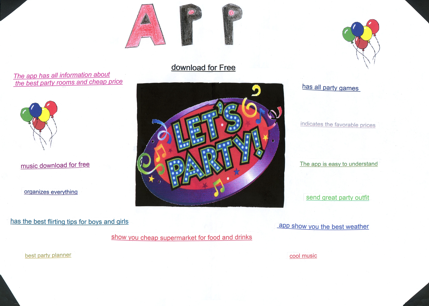 APP
download for Free
The app has all information about
the best party rooms and cheap price
has all party games
indicates the favorable prices
LET'S
PARTY!
music download for free
The app is easy to understand
organizes everything
send great party outfit
has the best flirting tips for boys and girls
app show you the best weather
show you cheap supermarket for food and drinks
best party planner
cool music